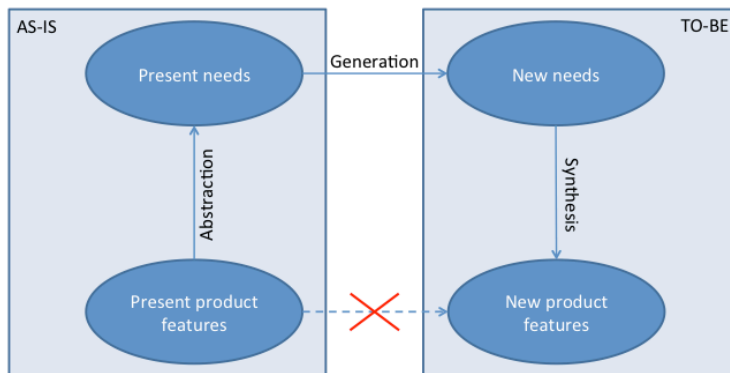 AS-IS
TO-BE
Present needs
Generation
New needs
Abstraction
Synthesis
Present product
features
New product
features